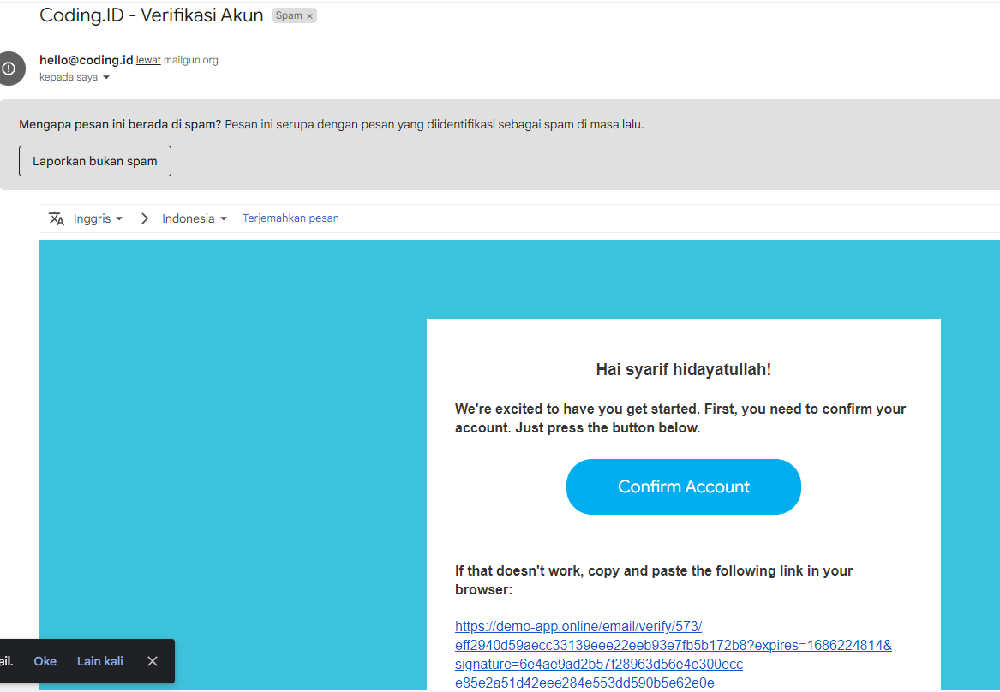 Coding.ID - Verifikasi Akun Spam ×
hello@coding.id lewat mailgun.org
kepada saya
Mengapa pesan ini berada di spam? Pesan ini serupa dengan pesan yang diidentifikasi sebagai spam di masa lalu.
Laporkan bukan spam
Inggris Indonesia Terjemahkan pesan
Hai syarif hidayatullah!
We're excited to have you get started. First, you need to confirm your
account. Just press the button below.
Confirm Account
If that doesn't work, copy and paste the following link in your
browser:
https://demo-app.online/email/verify/573/
eff2940d59aecc33139eee22eeb93e7fb5b172b8?expires=1686224814&
signature=6e4ae9ad2b57f28963d56e4e300ecc
e85e2a51d42eee284e553dd590b5e62e0e
ail. Oke Lain kali